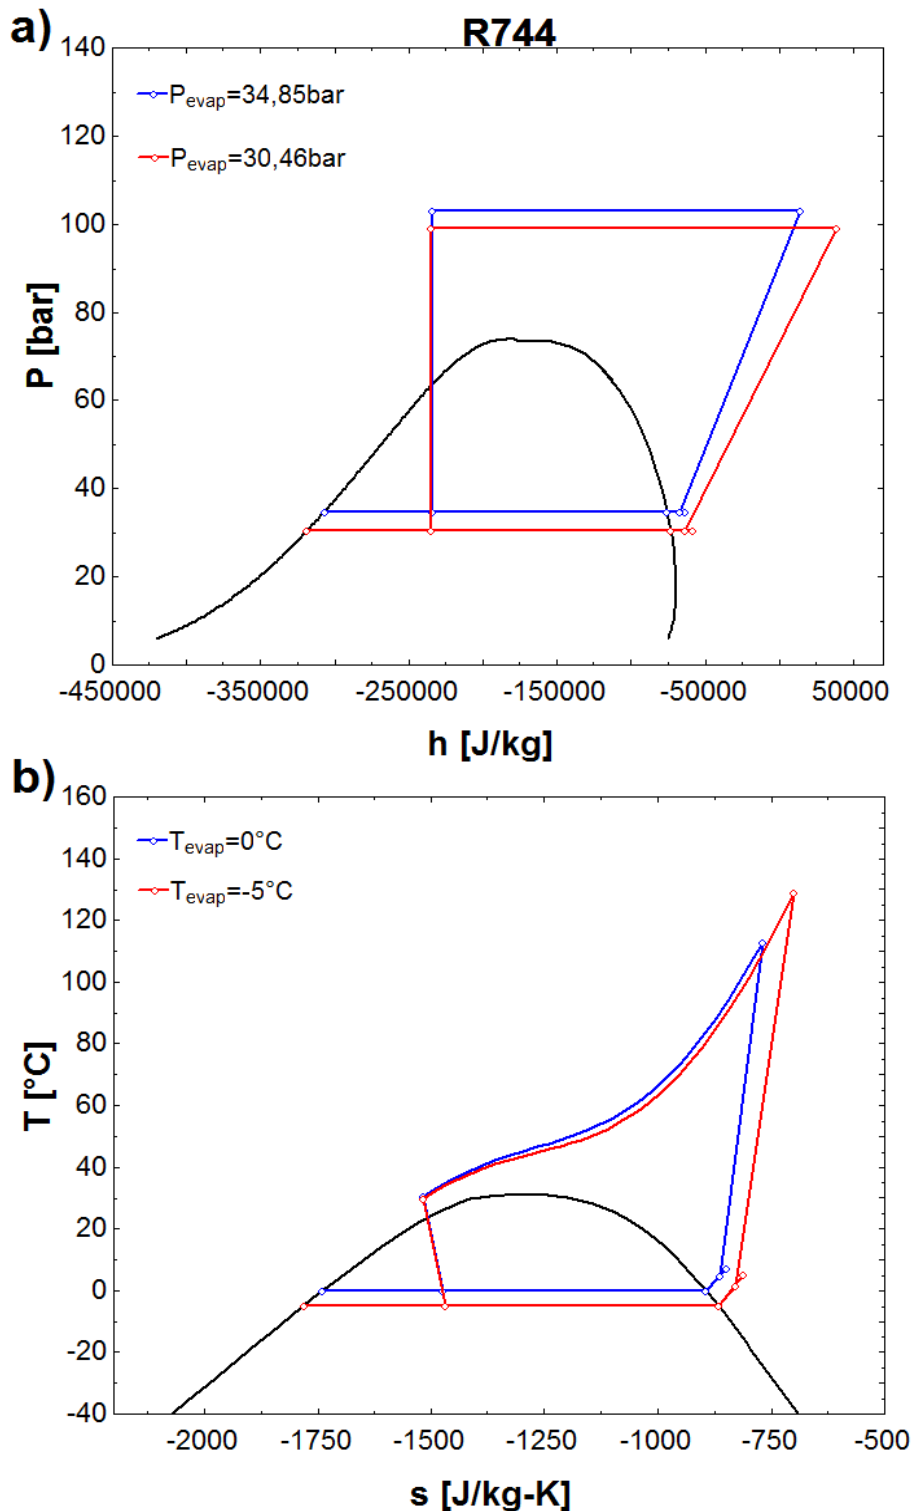 a)
R744
140
120
100
80
60
40
20
0
P [bar]
P_evap=34,85bar
P_evap=30,46bar
-450000 -350000 -250000 -150000 -50000 50000
h [J/kg]
b)
160
140
120
100
80
60
40
20
0
-20
-40
T [°C]
T_evap=0°C
T_evap=-5°C
-2000 -1750 -1500 -1250 -1000 -750 -500
s [J/kg-K]